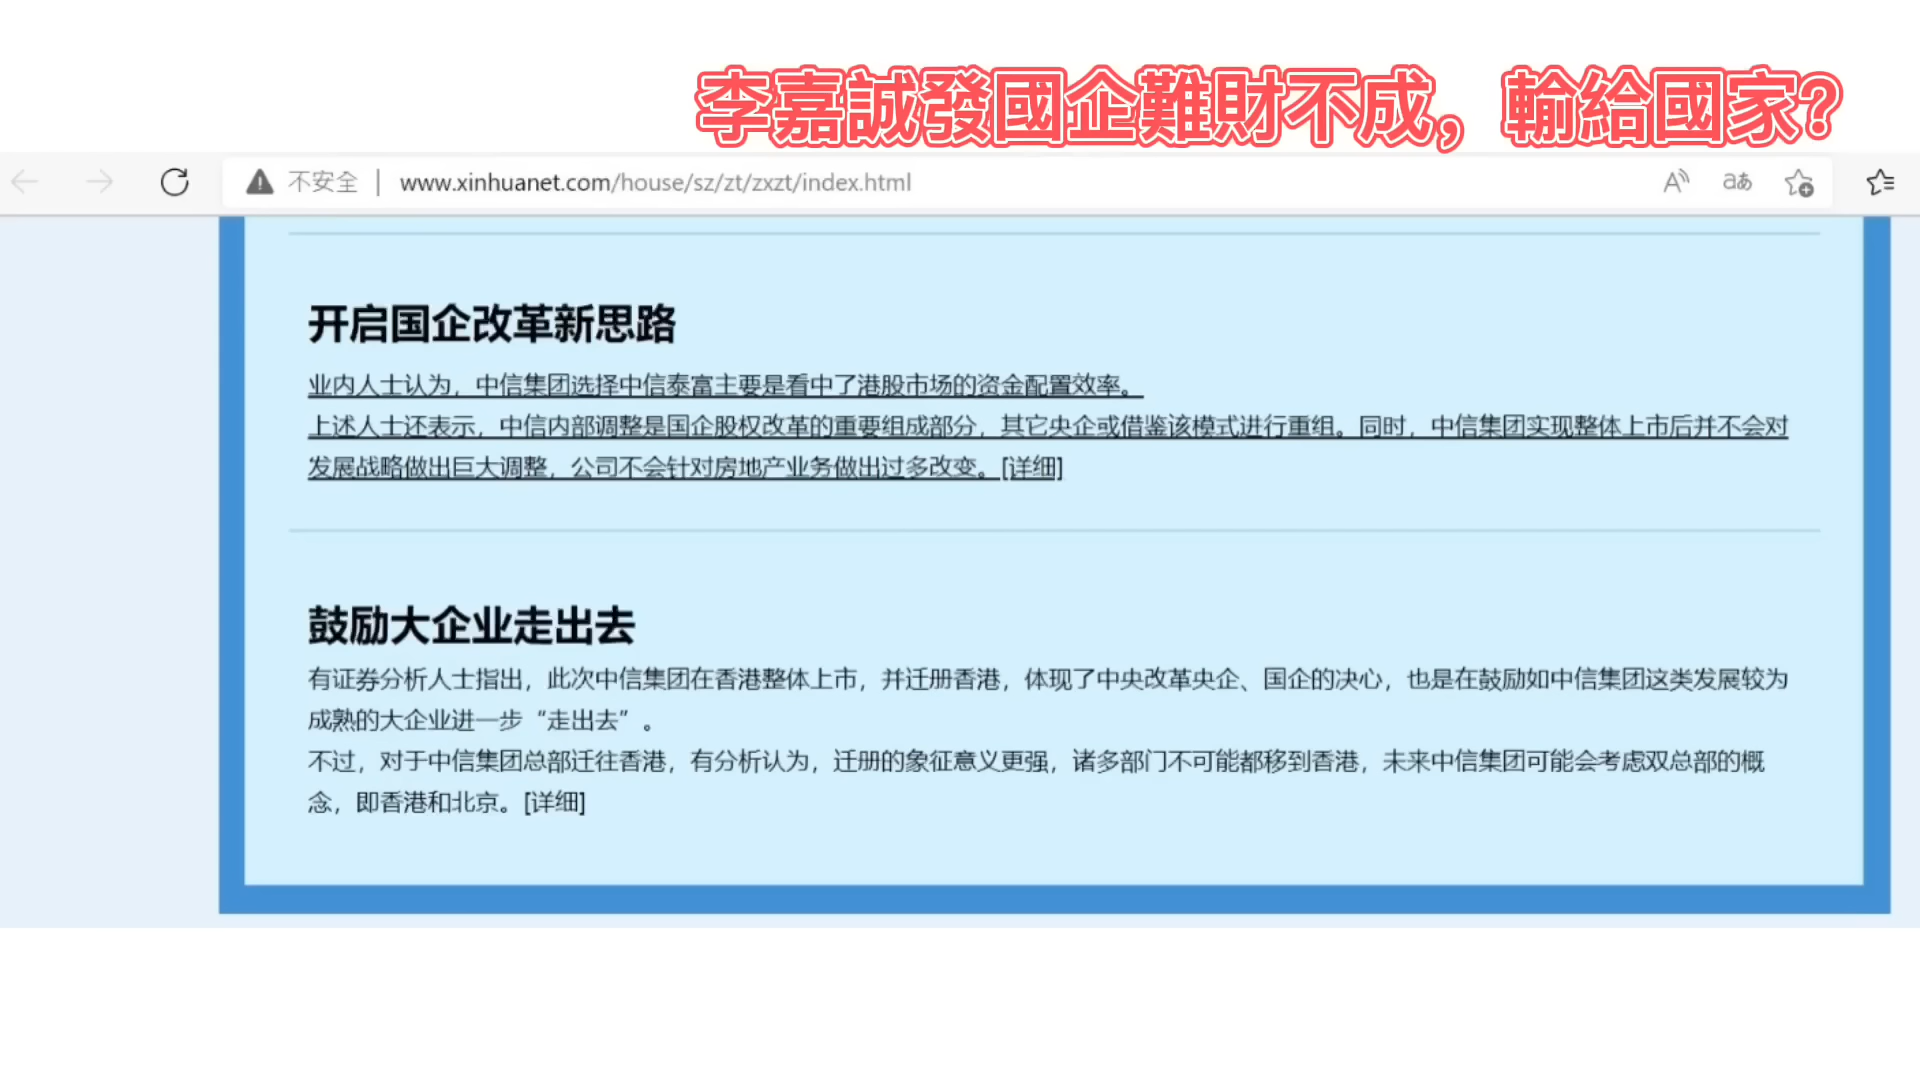 李嘉誠發國企難財不成，輸給國家?
不安全 | www.xinhuanet.com/house/sz/zt/zxzt/index.html
开启国企改革新思路
业内人士认为，中信集团选择中信泰富主要是看中了港股市场的资金配置效率。
上述人士还表示，中信内部调整是国企股权改革的重要组成部分，其它央企或借鉴该模式进行重组。同时，中信集团实现整体上市后并不会对
发展战略做出巨大调整，公司不会针对房地产业务做出过多改变。[详细]
鼓励大企业走出去
有证券分析人士指出，此次中信集团在香港整体上市，并迁册香港，体现了中央改革央企、国企的决心，也是在鼓励如中信集团这类发展较为
成熟的大企业进一步“走出去”。
不过，对于中信集团总部迁往香港，有分析认为，迁册的象征意义更强，诸多部门不可能都移到香港，未来中信集团可能会考虑双总部的概
念，即香港和北京。[详细]